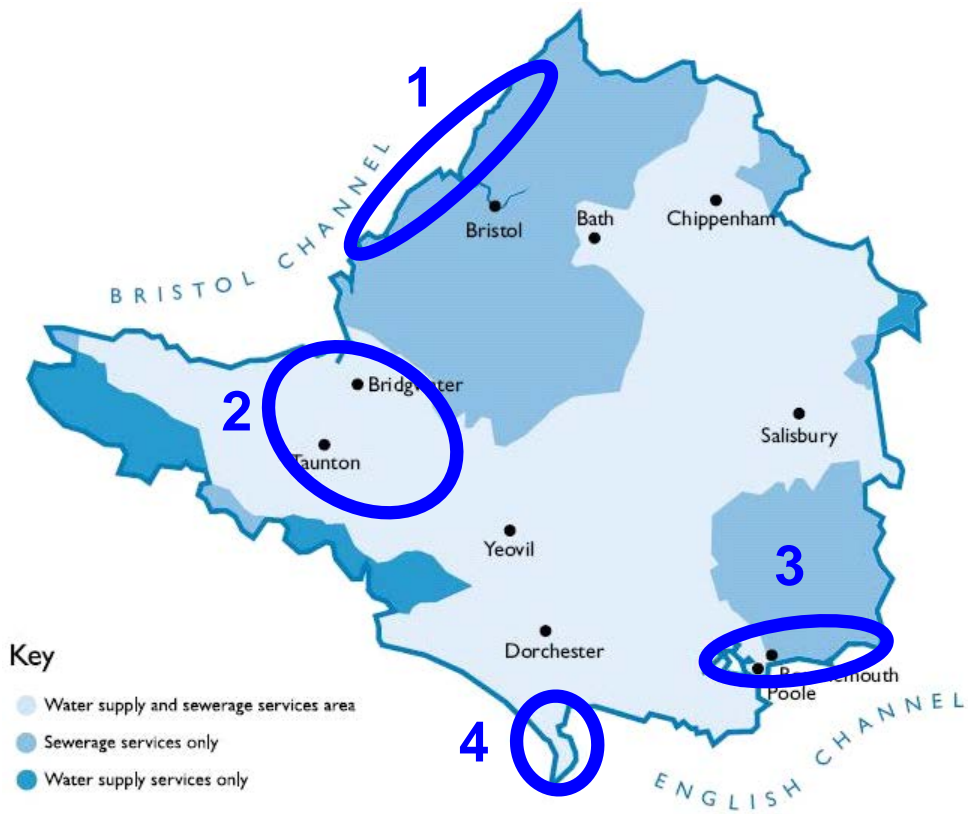 1
BRISTOL CHANNEL
Bristol
Bath
Chippenham
2
Bridgwater
Taunton
Salisbury
Yeovil
3
Dorchester
Bournemouth
Poole
4
ENGLISH CHANNEL
Key
Water supply and sewerage services area
Sewerage services only
Water supply services only